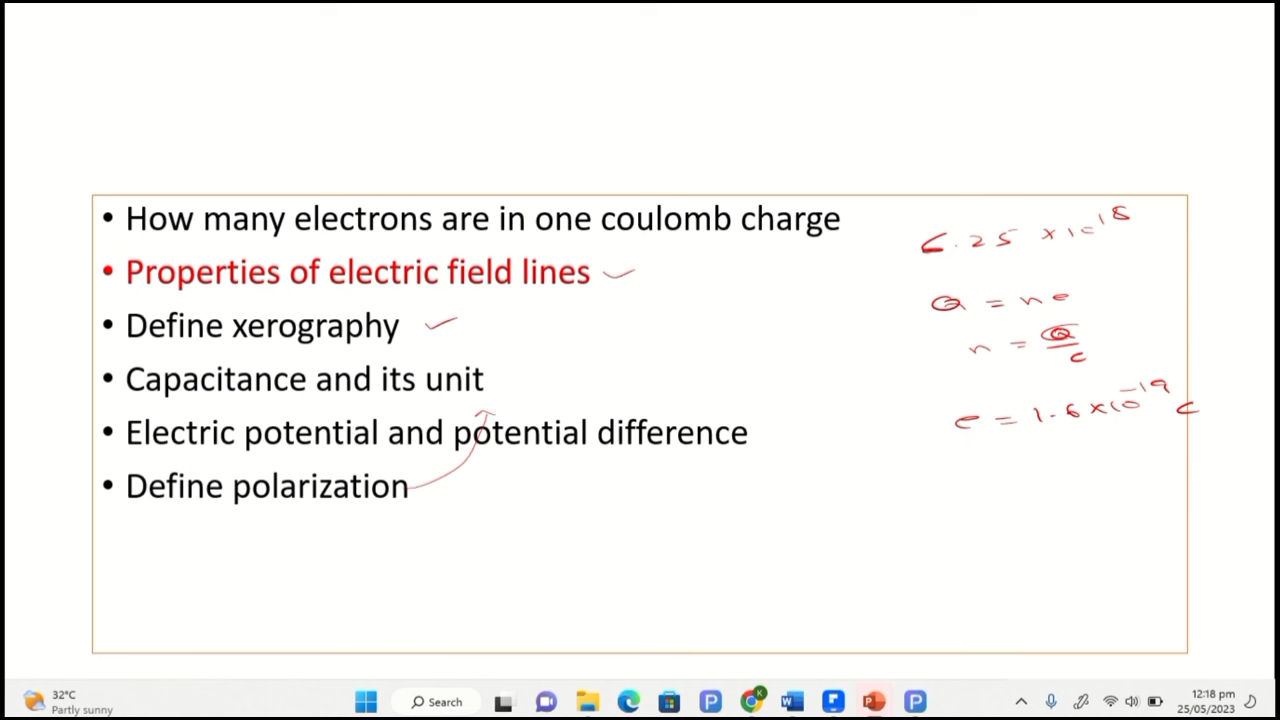 • How many electrons are in one coulomb charge
6.25 × 10^18
• Properties of electric field lines
Q = ne
• Define xerography
n = Q/e
• Capacitance and its unit
e = 1.6×10^-19 C
• Electric potential and potential difference
• Define polarization
32°C
Partly sunny
Search
12:18 pm
25/05/2023